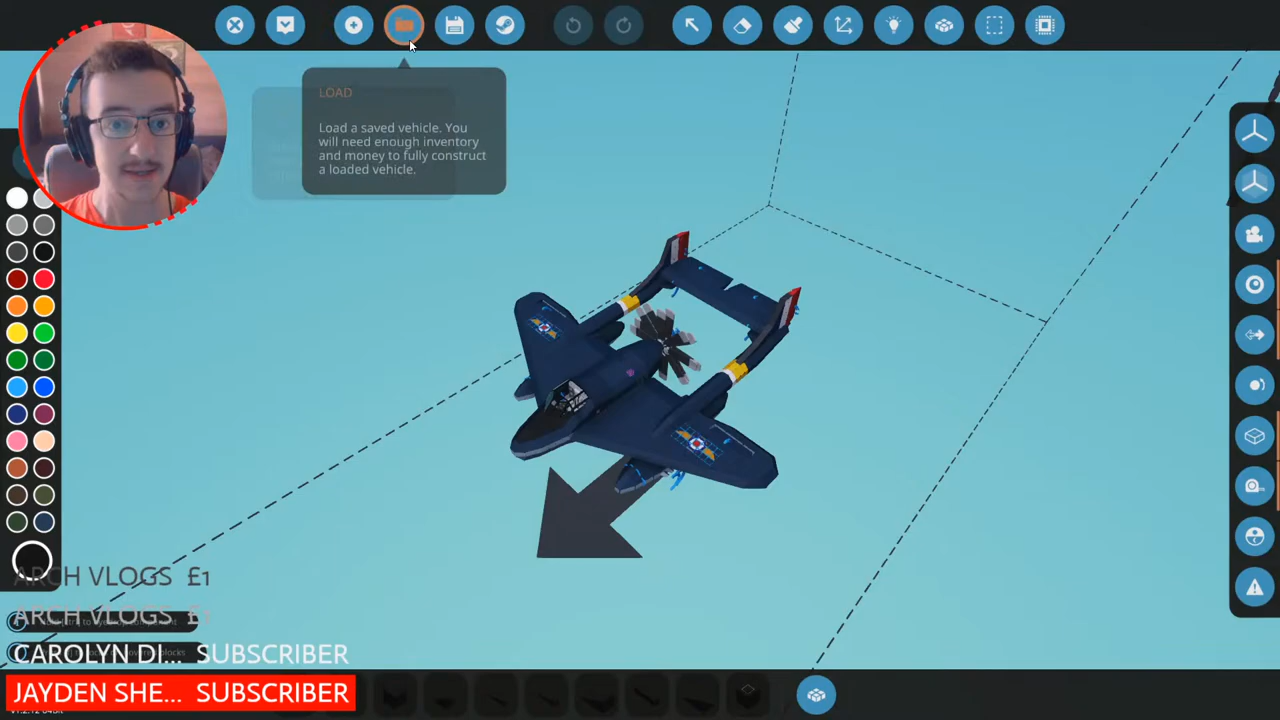 LOAD
Load a saved vehicle. You
will need enough inventory
and money to fully construct
a loaded vehicle.
ARCH VLOGS £1
ARCH VLOGS £1
CAROLYN DI... SUBSCRIBER
JAYDEN SHE... SUBSCRIBER